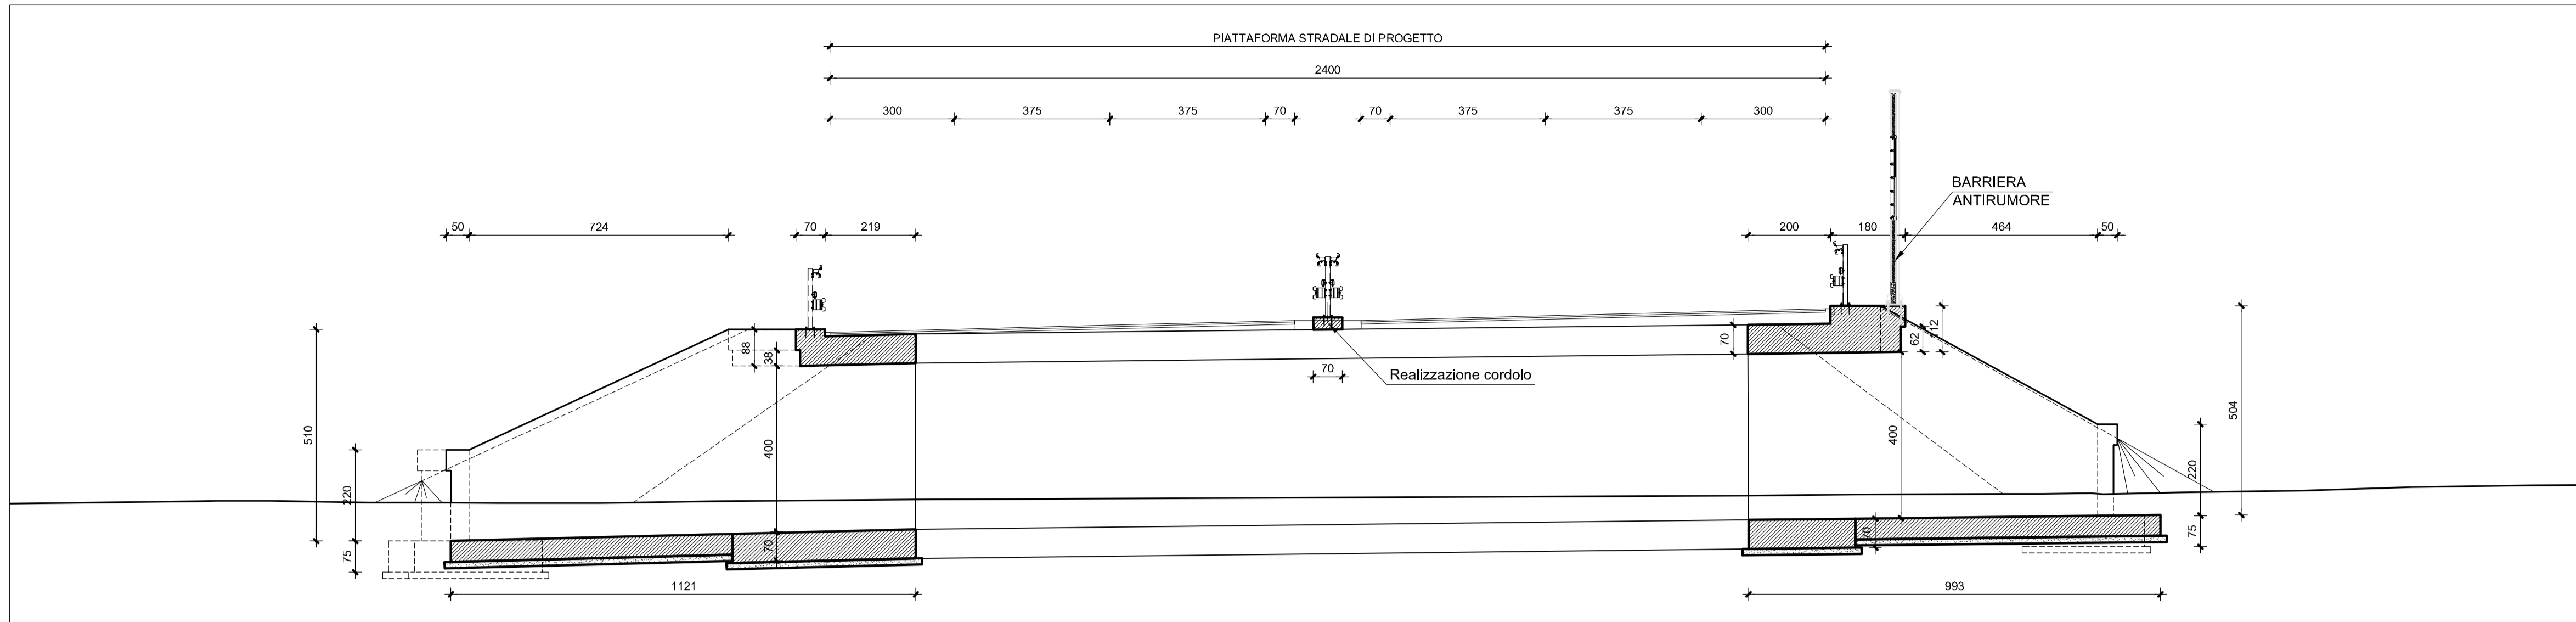 PIATTAFORMA STRADALE DI PROGETTO
2400
300 375 375 70 70 375 375 300
BARRIERA
ANTIRUMORE
50 724 70 219 200 180 464 50
88 38 70 62 212
70
Realizzazione cordolo
510 400 400 504
220 220
75 70 70 75
1121 993